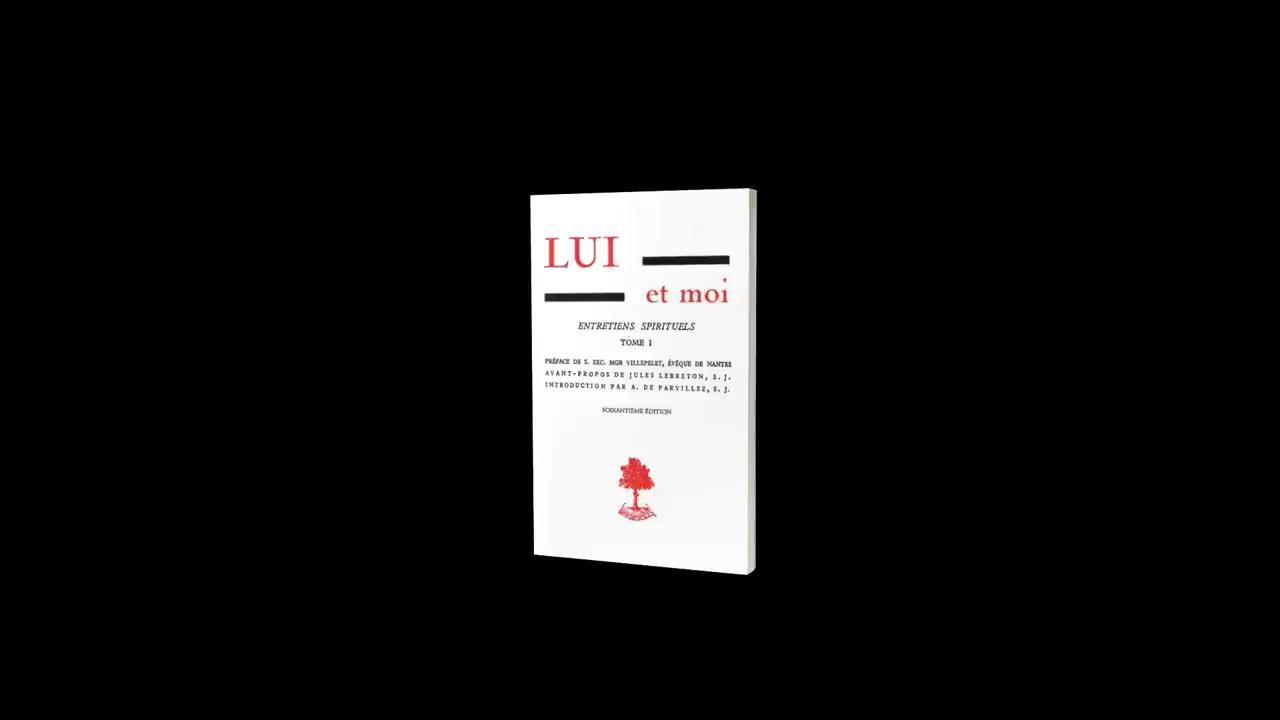 LUI
et moi
ENTRETIENS SPIRITUELS
TOME I
PRÉFACE DE S. EXC. MGR VILLEPELET, ÉVÊQUE DE NANTES
AVANT-PROPOS DE JULES LEBRETON, S. J.
INTRODUCTION PAR A. DE PARVILLEZ, S. J.
SOIXANTIÈME ÉDITION